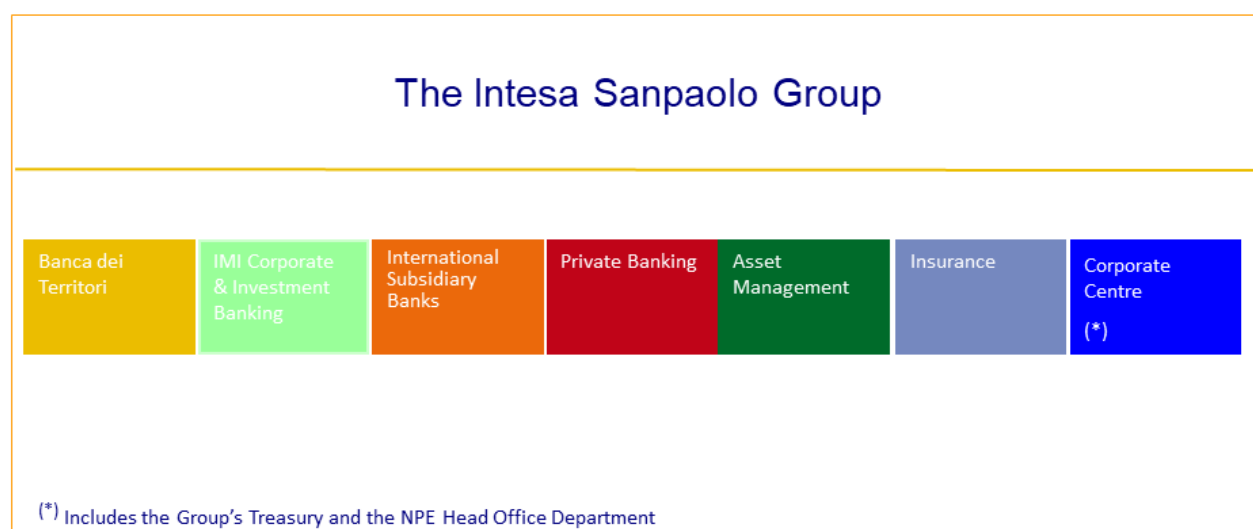 The Intesa Sanpaolo Group
Banca dei
Territori
IMI Corporate
& Investment
Banking
International
Subsidiary
Banks
Private Banking
Asset
Management
Insurance
Corporate
Centre
(*)
(*) Includes the Group’s Treasury and the NPE Head Office Department